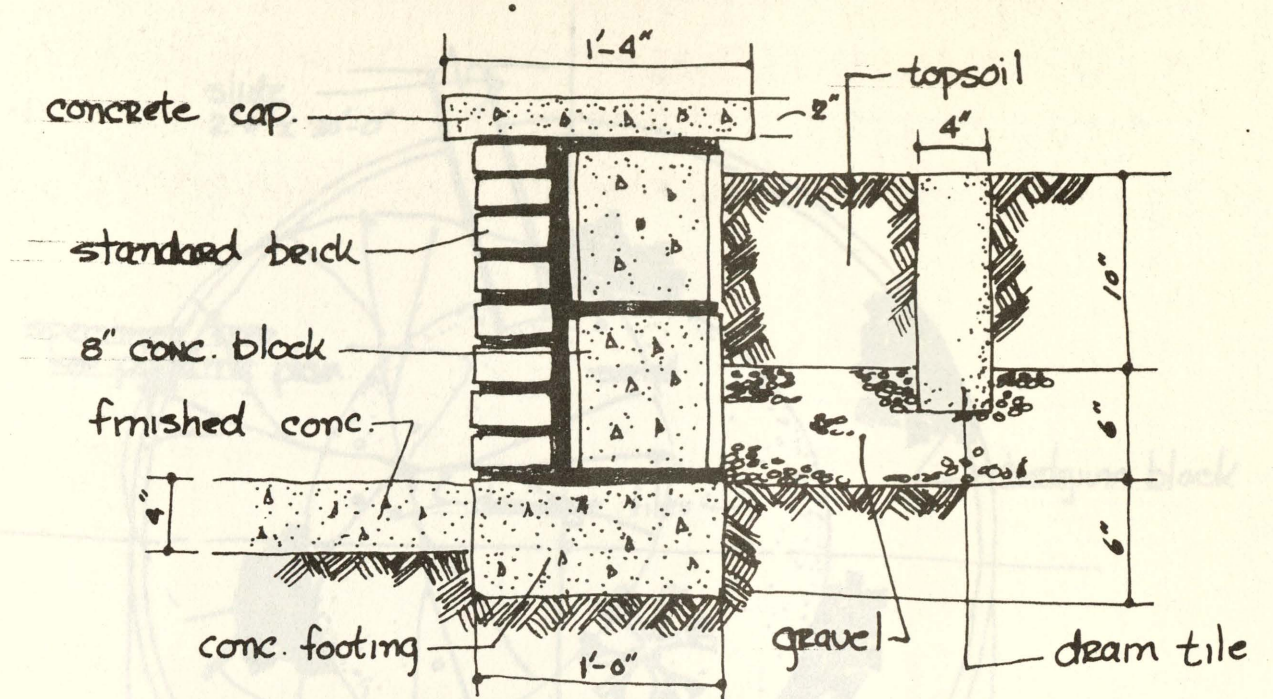 1'-4"
topsoil
concrete cap.
2"
4"
standard brick
10"
8" conc. block
finished conc.
6"
4"
6"
conc. footing
gravel
drain tile
1'-0"